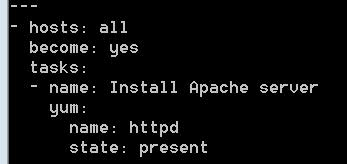 ---
- hosts: all
  become: yes
  tasks:
  - name: Install Apache server
    yum:
      name: httpd
      state: present